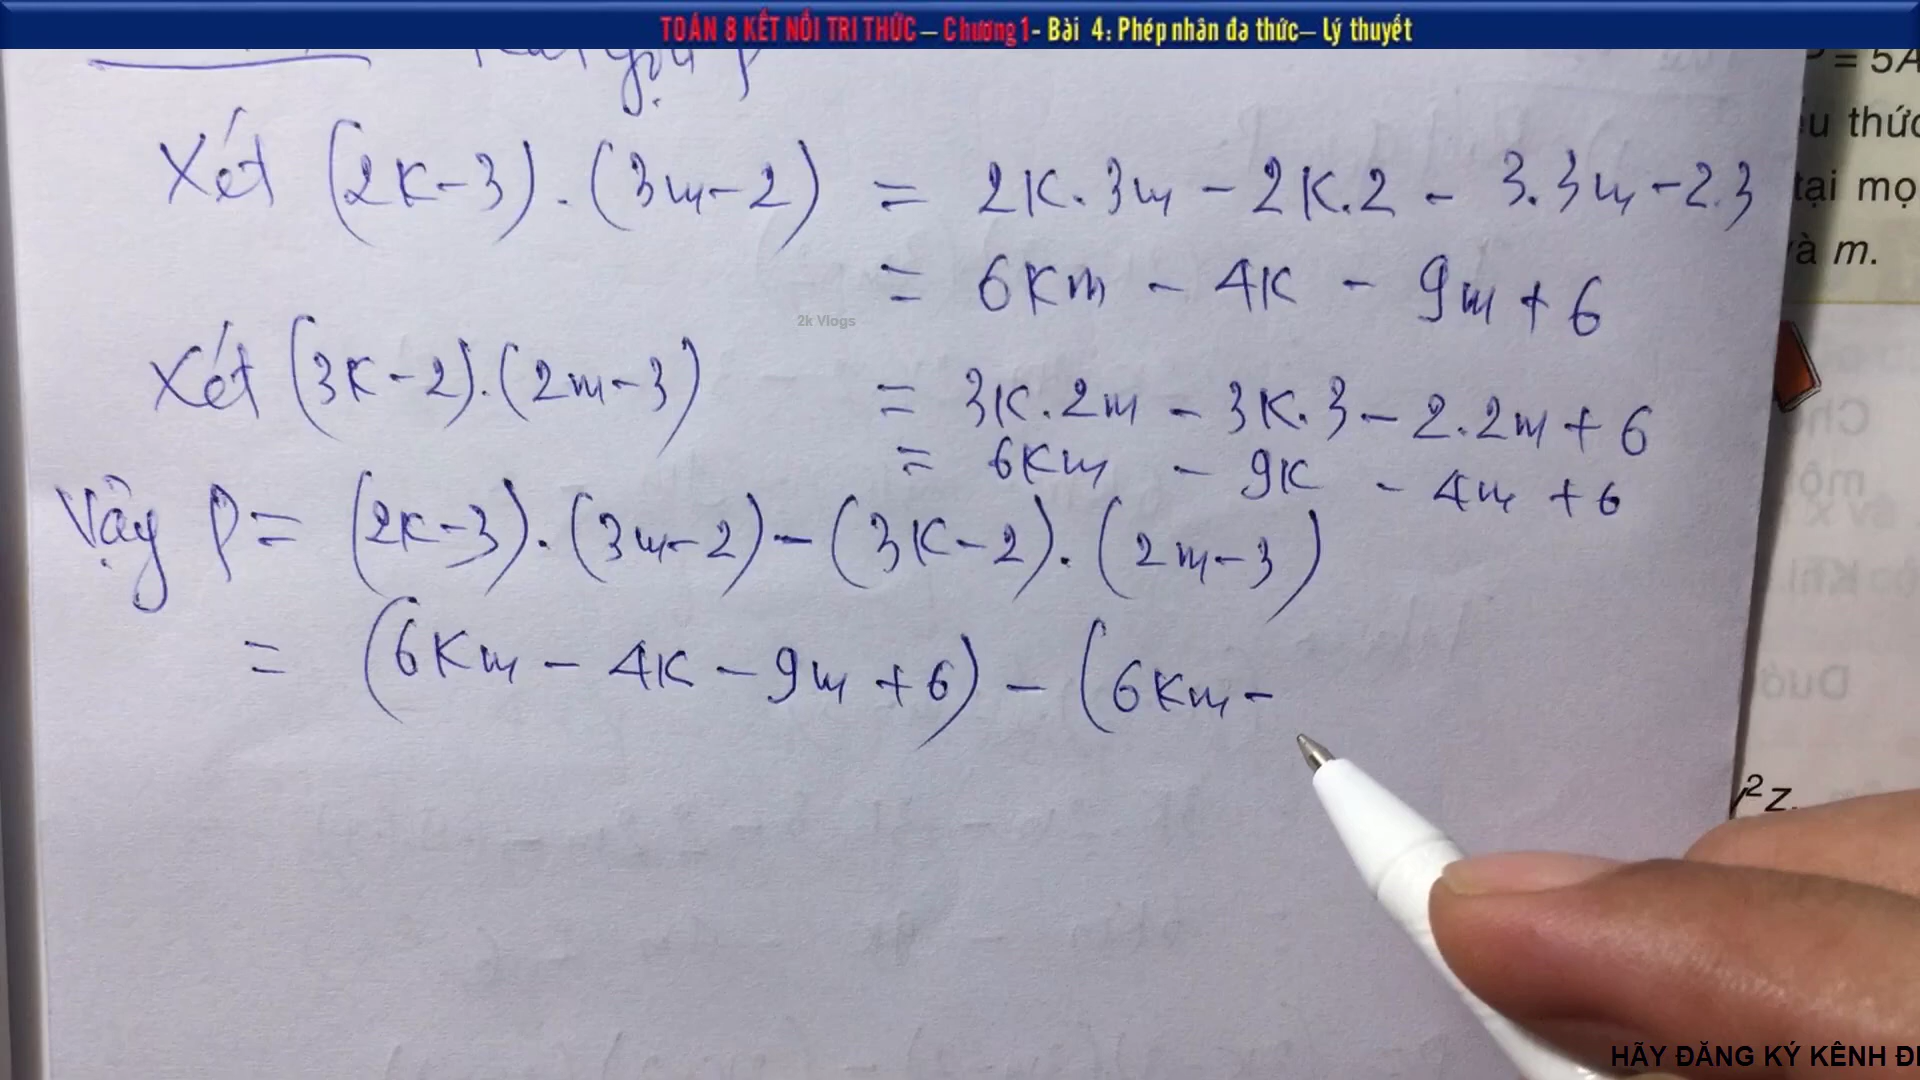 TOÁN 8 KẾT NỐI TRI THỨC – Chương 1 - Bài 4: Phép nhân đa thức – Lý thuyết
= 5A
Xét (2K-3).(3m-2) = 2K.3m - 2K.2 - 3.3m - 2.3
= 6Km - 4K - 9m + 6
2k Vlogs
Xét (3K-2).(2m-3) = 3K.2m - 3K.3 - 2.2m + 6
= 6Km - 9K - 4m + 6
Vậy P = (2K-3).(3m-2) - (3K-2).(2m-3)
= (6Km - 4K - 9m + 6) - (6Km -
thức
tại mọ
và m.
²z.
HÃY ĐĂNG KÝ KÊNH